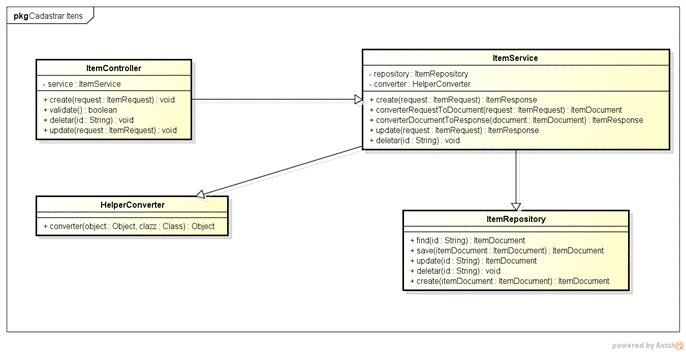 pkg Cadastrar Itens
ItemController
- service : ItemService
+ create(request : ItemRequest) : void
+ validate() : boolean
+ deletar(id : String) : void
+ update(request : ItemRequest) : void
ItemService
- repository : ItemRepository
- converter : HelperConverter
+ create(request : ItemRequest) : ItemResponse
+ converterRequestToDocument(request : ItemRequest) : ItemDocument
+ converterDocumentToResponse(document : ItemDocument) : ItemResponse
+ update(request : ItemRequest) : ItemResponse
+ deletar(id : String) : void
HelperConverter
+ converter(object : Object, clazz : Class) : Object
ItemRepository
+ find(id : String) : ItemDocument
+ save(itemDocument : ItemDocument) : ItemDocument
+ update(id : String) : ItemDocument
+ deletar(id : String) : void
+ create(itemDocument : ItemDocument) : ItemDocument
powered by Astah